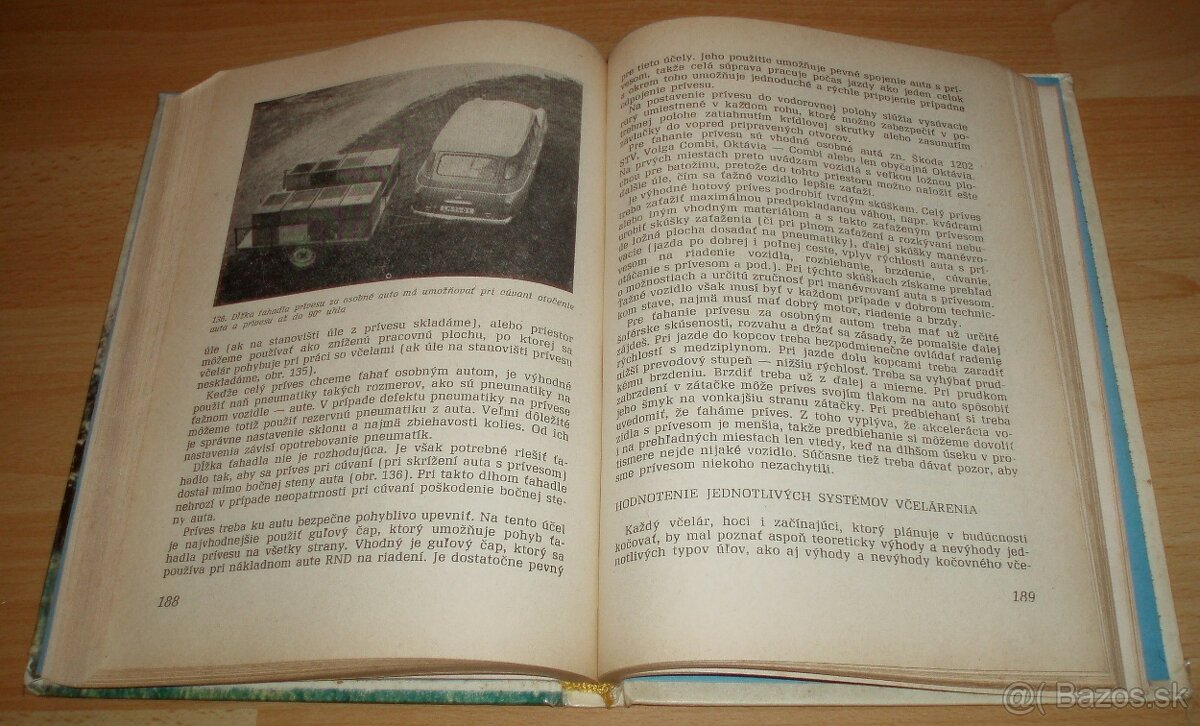 136. Dĺžka ťahadla prívesu za osobné auto má umožňovať pri cúvaní otočenie
auta a prívesu až do 90° uhla
úle (ak na stanovišti úle z prívesu skladáme), alebo priestor
môžeme používať ako zníženú pracovnú plochu, po ktorej sa
včelár pohybuje pri práci so včelami (ak úle na stanovišti prívesu
neskladáme, obr. 135).
Kedže celý príves chceme ťahať osobným autom, je výhodné
použiť naň pneumatiky takých rozmerov, ako sú pneumatiky na
ťažnom vozidle — aute. V prípade defektu pneumatiky na prívese
môžeme totiž použiť rezervnú pneumatiku z auta. Veľmi dôležité
je správne nastavenie sklonu a najmä zbiehavosti kolies. Od ich
nastavenia závisí opotrebovanie pneumatík.
Dĺžka ťahadla nie je rozhodujúca. Je však potrebné riešiť ťa-
hadlo tak, aby sa príves pri cúvaní (pri skrížení auta s prívesom)
dostal mimo bočnej steny auta (obr. 136). Pri takto dlhom ťahadle
nehrozí v prípade neopatrnosti pri cúvaní poškodenie bočnej ste-
ny auta.
Príves treba ku autu bezpečne pohyblivo upevniť. Na tento účel
je najvhodnejšie použiť guľový čap, ktorý umožňuje pohyb ťa-
hadla prívesu na všetky strany. Vhodný je guľový čap, ktorý sa
používa pri nákladnom aute RND na riadení. Je dostatočne pevný
188
pre tieto účely. Jeho použitie umožňuje pevné spojenie auta s prí-
vesom, takže celá súprava pracuje počas jazdy ako jeden celok
a okrem toho umožňuje jednoduché a rýchle pripojenie prípadne
odpojenie prívesu.
Na postavenie prívesu do vodorovnej polohy slúžia vysúvacie
rúry umiestnené v každom rohu, ktoré možno zabezpečiť v po-
trebnej polohe zatiahnutím krídlovej skrutky alebo zasunutím
závlačky do vopred pripravených otvorov.
Pre ťahanie prívesu sú vhodné osobné autá zn. Škoda 1202
STV, Volga Combi, Oktávia — Combi alebo len obyčajná Oktávia.
Na prvých miestach preto uvádzam vozidlá s veľkou ložnou plo-
chou pre batožinu, pretože do tohto priestoru možno naložiť ešte
ďalšie úle, čím sa ťažné vozidlo lepšie zaťaží.
Je výhodné hotový príves podrobiť tvrdým skúškam. Celý príves
treba zaťažiť maximálnou predpokladanou váhou, napr. kvádrami
alebo iným vhodným materiálom a s takto zaťaženým prívesom
urobiť skúšky zaťaženia (či pri plnom zaťažení a rozkývaní nebu-
de ložná plocha dosadať na pneumatiky), ďalej skúšky manévro-
vacie (jazda po dobrej i poľnej ceste, vplyv rýchlosti auta s prí-
vesom na riadenie vozidla, rozbiehanie, brzdenie, cúvanie,
otáčanie s prívesom a pod.). Pri týchto skúškach získame prehľad
o možnostiach a určitú zručnosť pri manévrovaní auta s prívesom.
Ťažné vozidlo však musí byť v každom prípade v dobrom technic-
kom stave, najmä musí mať dobrý motor, riadenie a brzdy.
Pre ťahanie prívesu za osobným autom treba mať už určité
šoférske skúsenosti, rozvahu a držať sa zásady, že pomalšie ďalej
zájdeš. Pri jazde do kopcov treba bezpodmienečne ovládať radenie
rýchlostí s medziplynom. Pri jazde dolu kopcami treba zaradiť
nižší prevodový stupeň — nižšiu rýchlosť. Treba sa vyhýbať prud-
kému brzdeniu. Brzdiť treba už z ďalej a mierne. Pri prudkom
zabrzdení v zátačke môže príves svojím tlakom na auto spôsobiť
jeho šmyk na vonkajšiu stranu zátačky. Pri predbiehaní si treba
uvedomiť, že ťaháme príves. Z toho vyplýva, že akcelerácia vo-
zidla s prívesom je menšia, takže predbiehanie si môžeme dovoliť
i na prehľadných miestach len vtedy, keď na dlhšom úseku v pro-
tismere nejde nijaké vozidlo. Súčasne tiež treba dávať pozor, aby
sme prívesom niekoho nezachytili.
HODNOTENIE JEDNOTLIVÝCH SYSTÉMOV VČELÁRENIA
Každý včelár, hoci i začínajúci, ktorý plánuje v budúcnosti
kočovať, by mal poznať aspoň teoreticky výhody a nevýhody jed-
notlivých typov úľov, ako aj výhody a nevýhody kočovného vče-
189
@( Bazos.sk